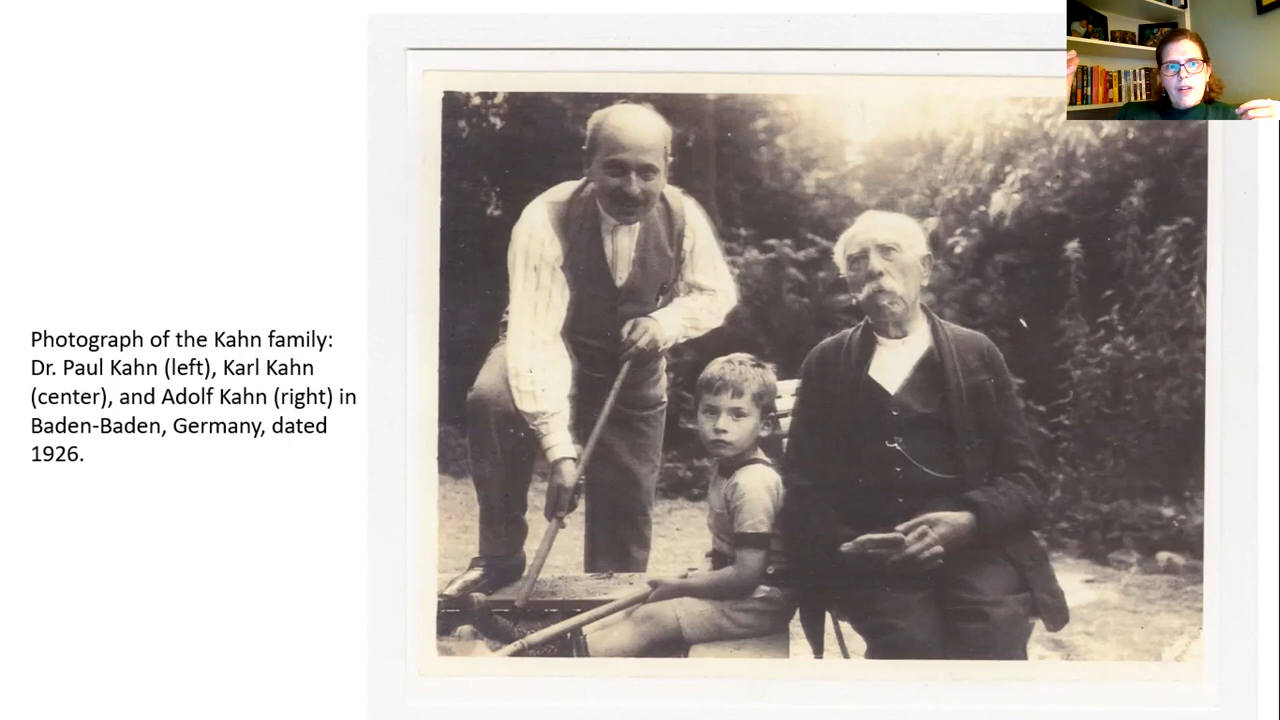 Photograph of the Kahn family:
Dr. Paul Kahn (left), Karl Kahn
(center), and Adolf Kahn (right) in
Baden-Baden, Germany, dated
1926.